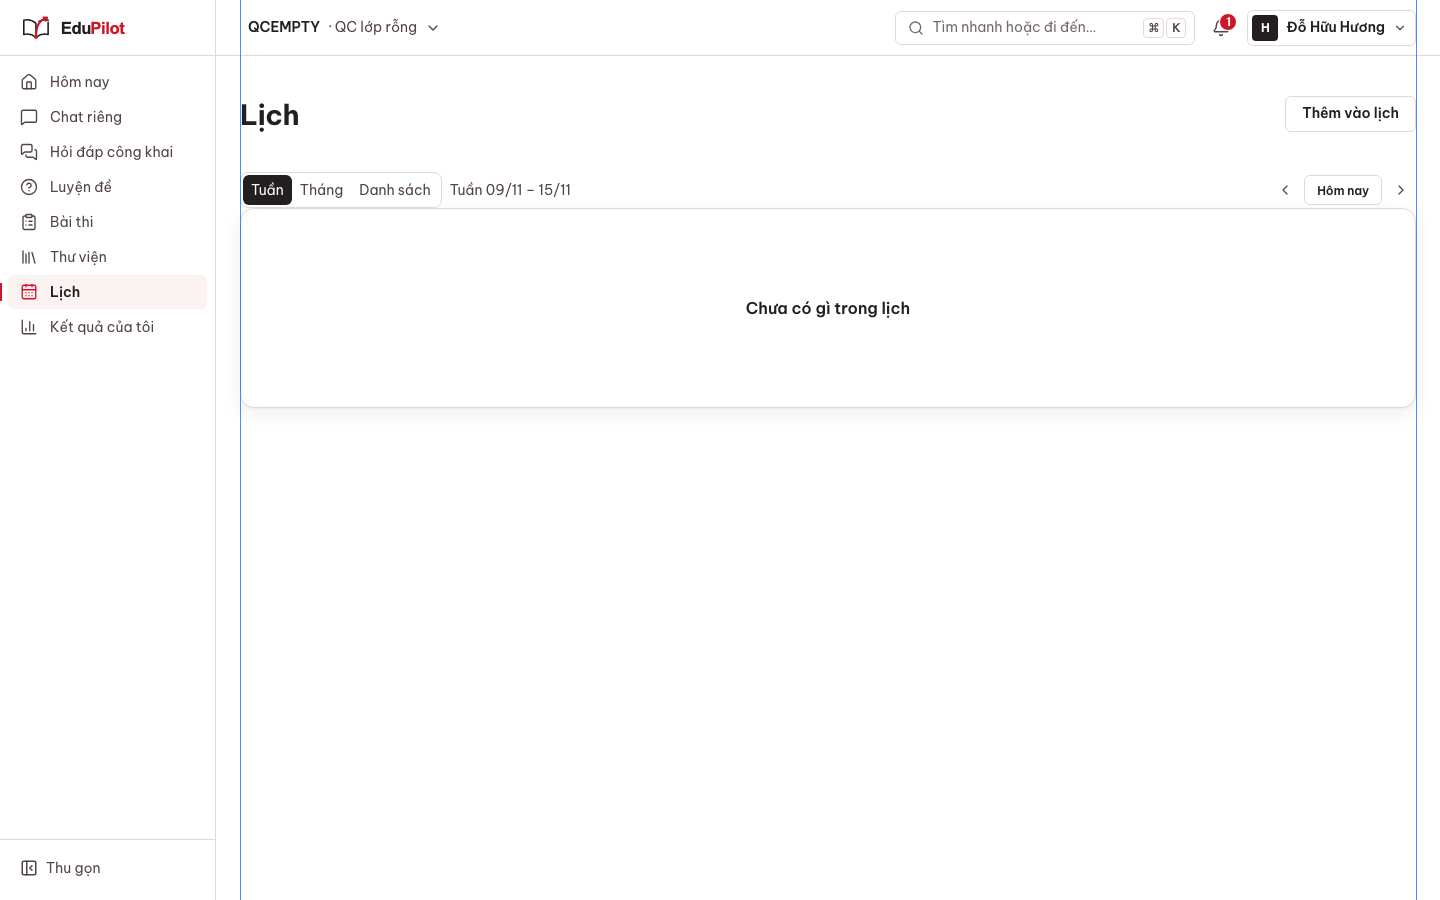 EduPilot
QCEMPTY · QC lớp rỗng
Tìm nhanh hoặc đi đến... ⌘ K
1
H Đỗ Hữu Hương
Hôm nay
Chat riêng
Hỏi đáp công khai
Luyện đề
Bài thi
Thư viện
Lịch
Kết quả của tôi
Thu gọn
Lịch
Thêm vào lịch
Tuần Tháng Danh sách Tuần 09/11 – 15/11
Hôm nay
Chưa có gì trong lịch